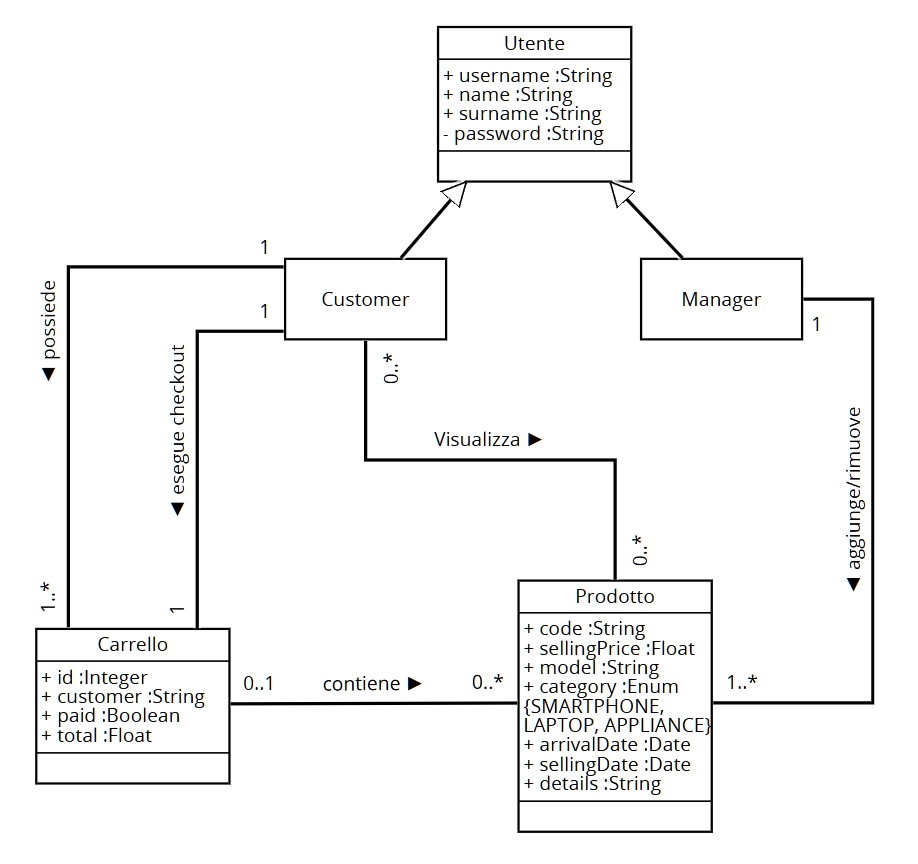 Utente
+ username :String
+ name :String
+ surname :String
- password :String
1
Customer
Manager
1
1
◀ possiede
◀ esegue checkout
0..*
Visualizza ▶
◀ aggiunge/rimuove
0..*
1..*
1
Prodotto
+ code :String
+ sellingPrice :Float
+ model :String
+ category :Enum
{SMARTPHONE,
LAPTOP, APPLIANCE}
+ arrivalDate :Date
+ sellingDate :Date
+ details :String
Carrello
+ id :Integer
+ customer :String
+ paid :Boolean
+ total :Float
0..1
contiene ▶
0..*
1..*